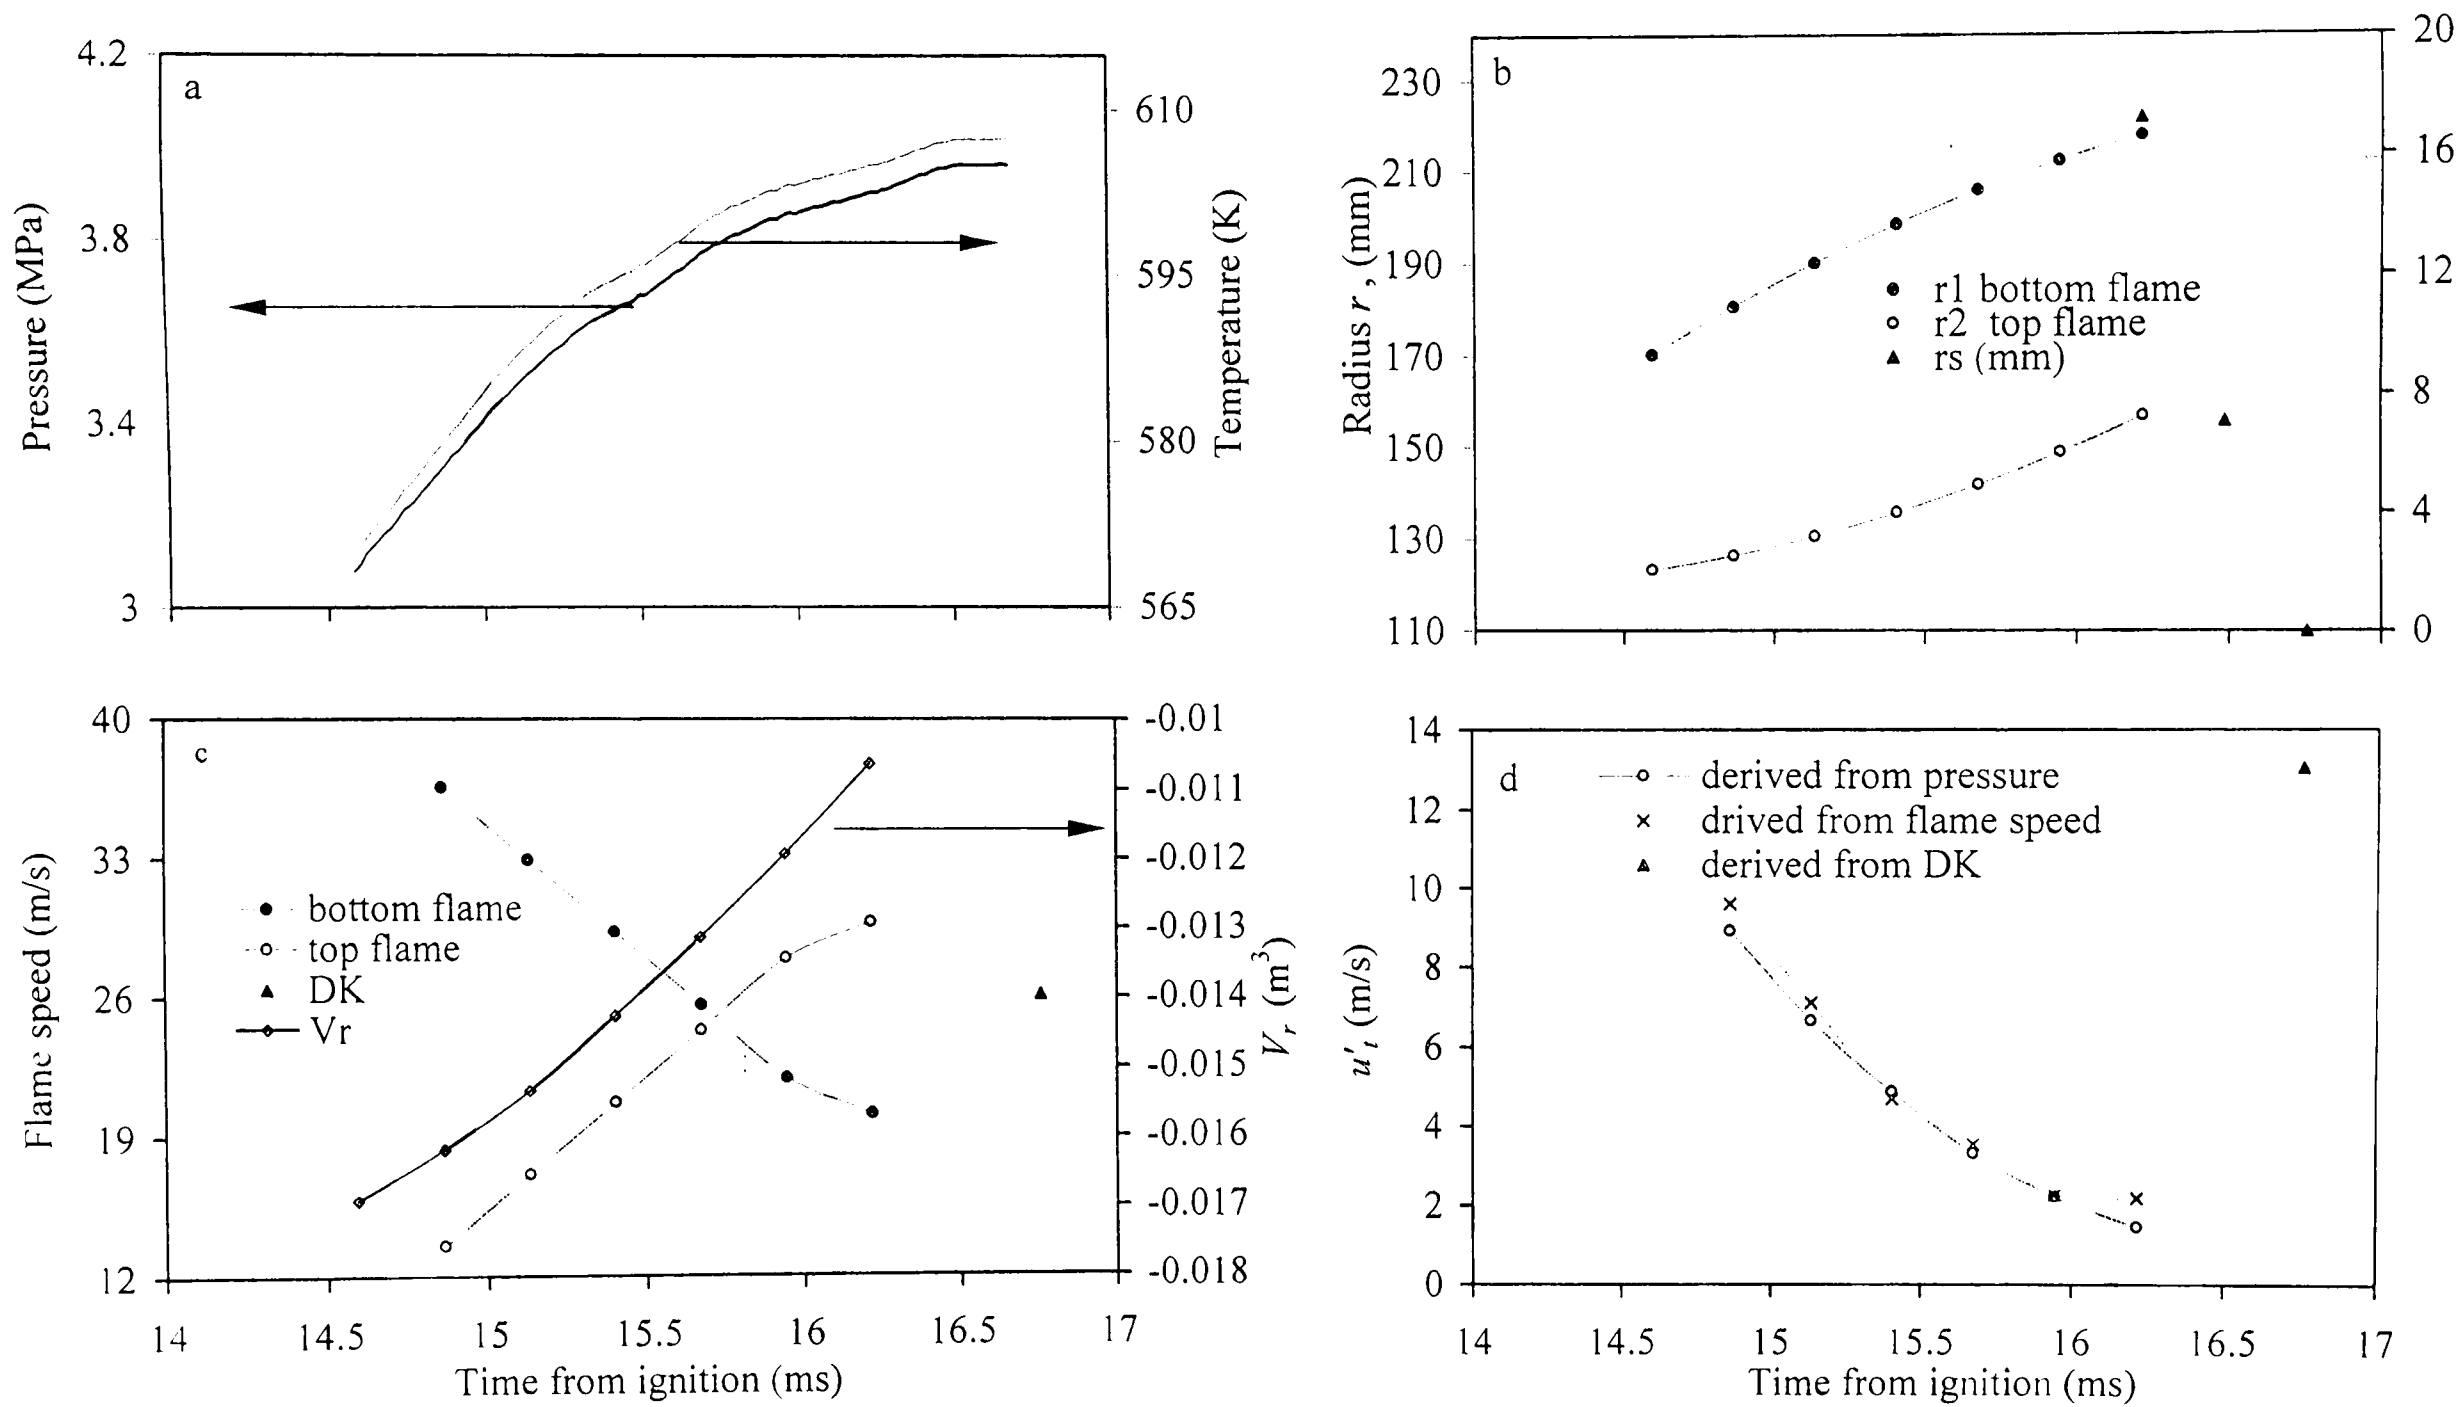 a
4.2
3.8
3.4
3
Pressure (MPa)
610
595
580
565
Temperature (K)
b
230
210
190
170
150
130
110
Radius r , (mm)
20
16
12
8
4
0
r1 bottom flame
r2 top flame
rs (mm)
c
40
33
26
19
12
Flame speed (m/s)
bottom flame
top flame
DK
Vr
-0.01
-0.011
-0.012
-0.013
-0.014
-0.015
-0.016
-0.017
-0.018
Vr (m3)
14 14.5 15 15.5 16 16.5 17
Time from ignition (ms)
d
14
12
10
8
6
4
2
0
u't (m/s)
derived from pressure
drived from flame speed
derived from DK
14 14.5 15 15.5 16 16.5 17
Time from ignition (ms)